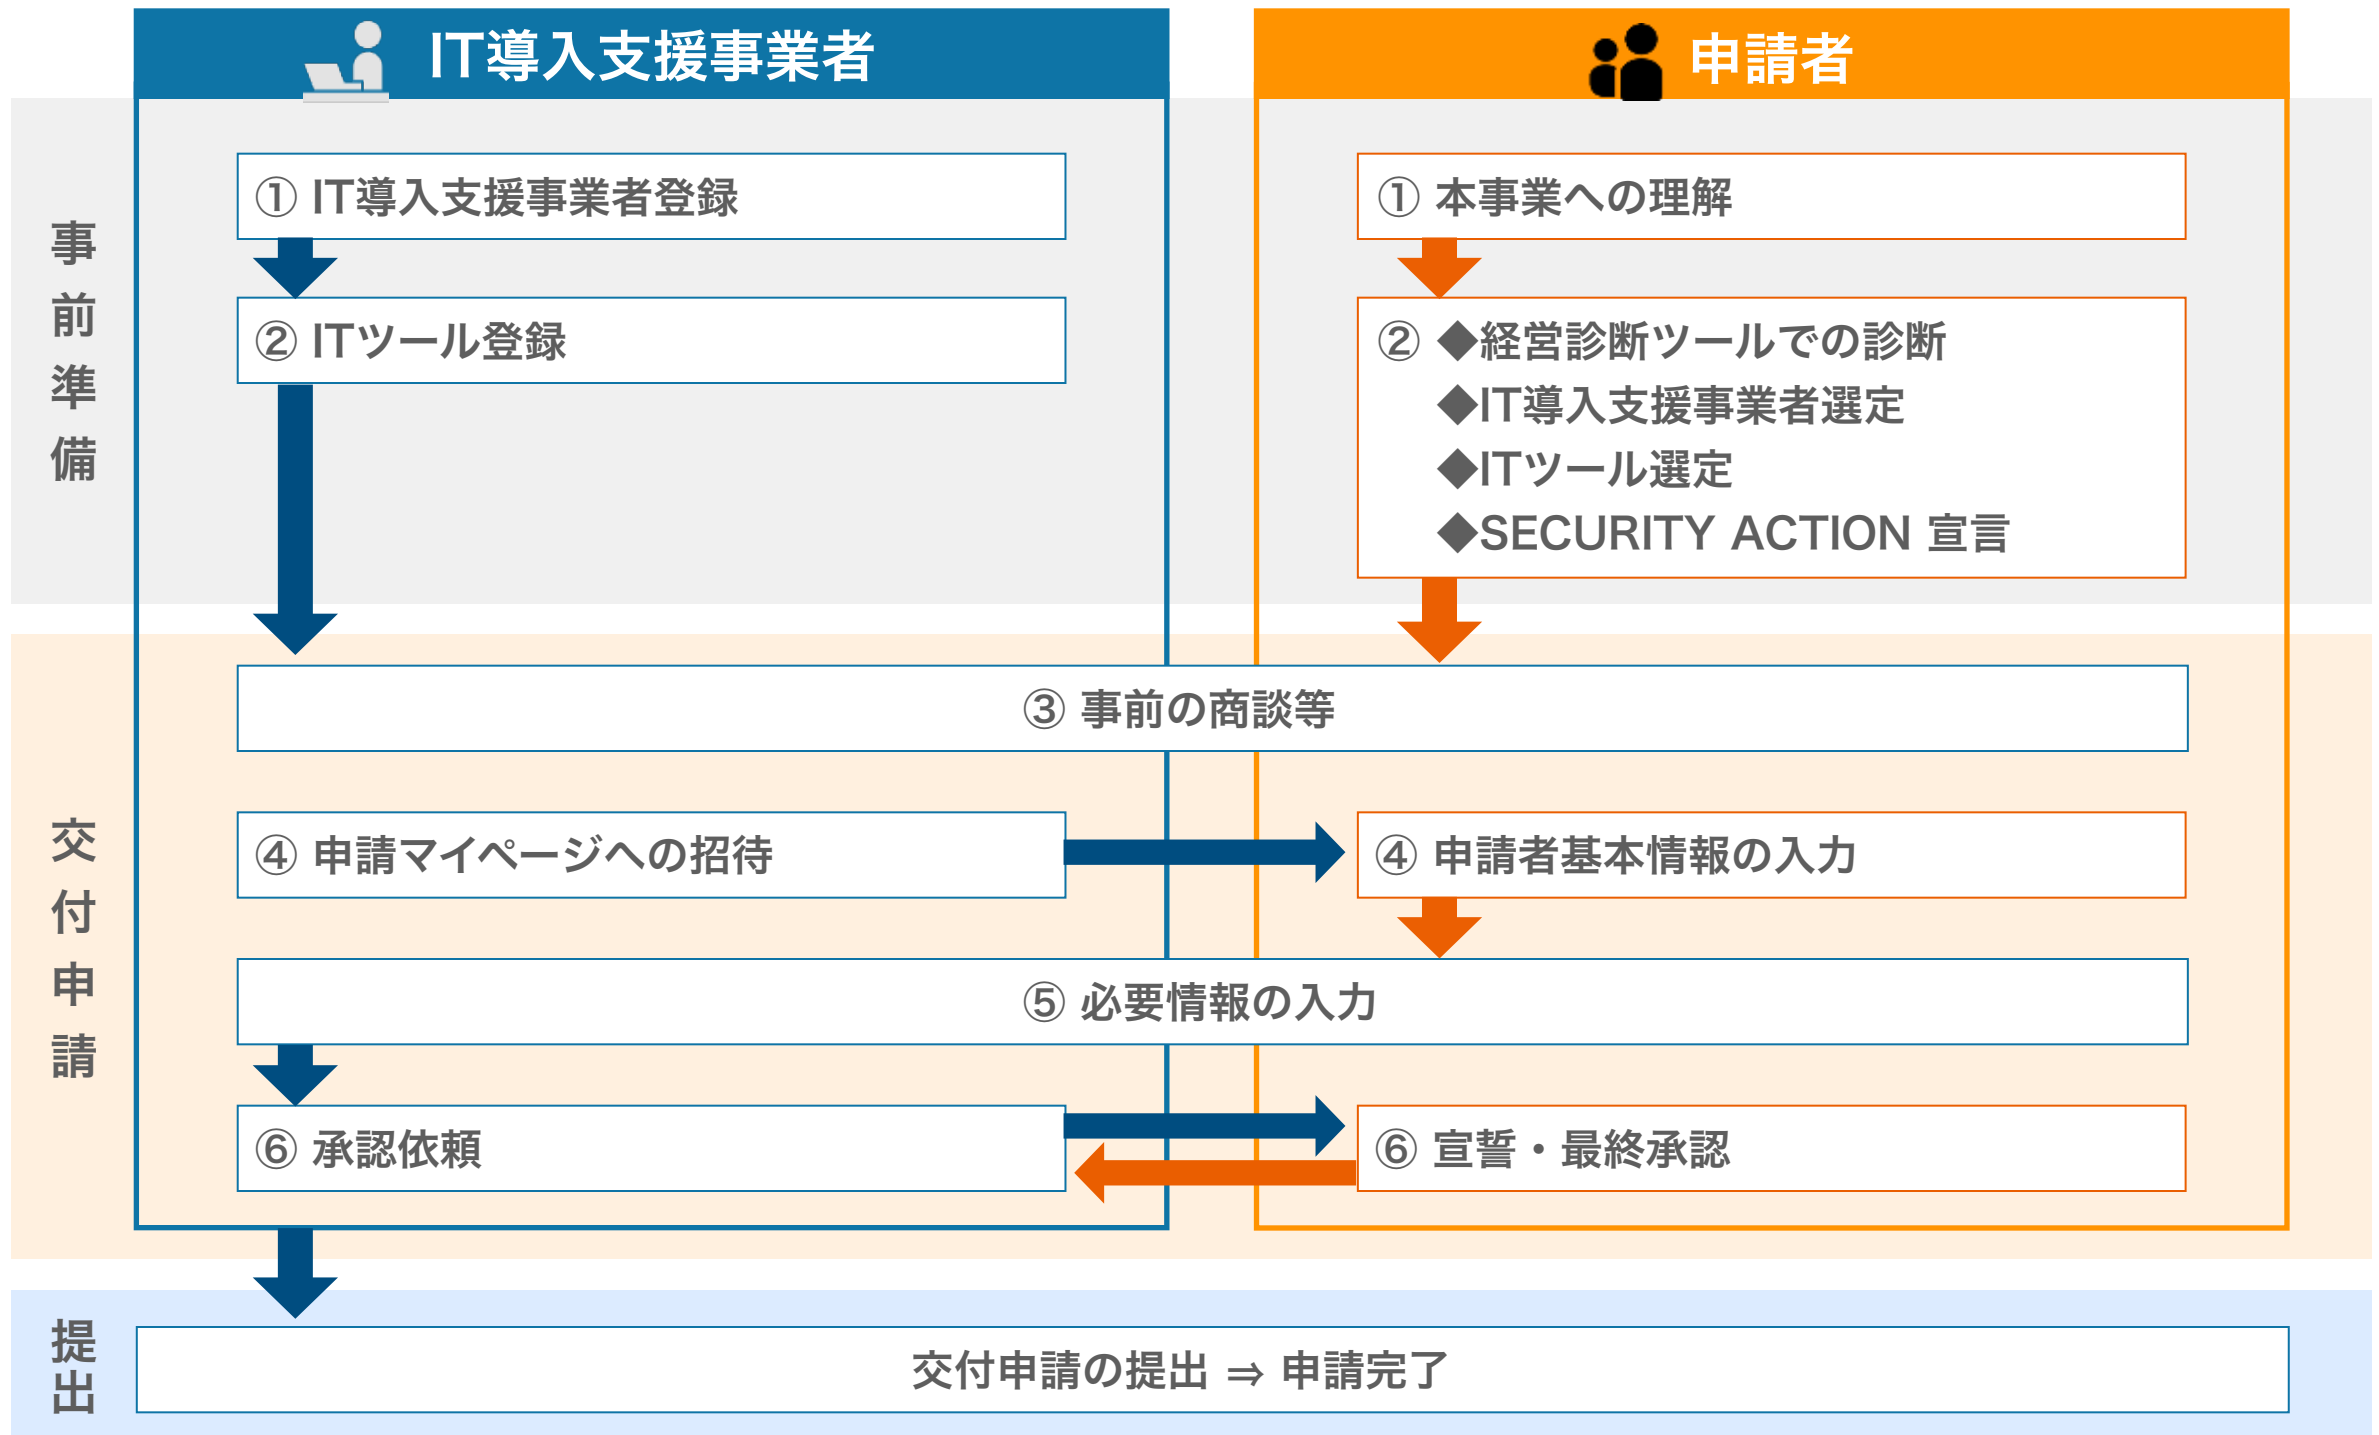 IT導入支援事業者
申請者
事前準備
① IT導入支援事業者登録
② ITツール登録
① 本事業への理解
② ◆経営診断ツールでの診断
◆IT導入支援事業者選定
◆ITツール選定
◆SECURITY ACTION 宣言
交付申請
③ 事前の商談等
④ 申請マイページへの招待
④ 申請者基本情報の入力
⑤ 必要情報の入力
⑥ 承認依頼
⑥ 宣誓・最終承認
提出
交付申請の提出 ⇒ 申請完了